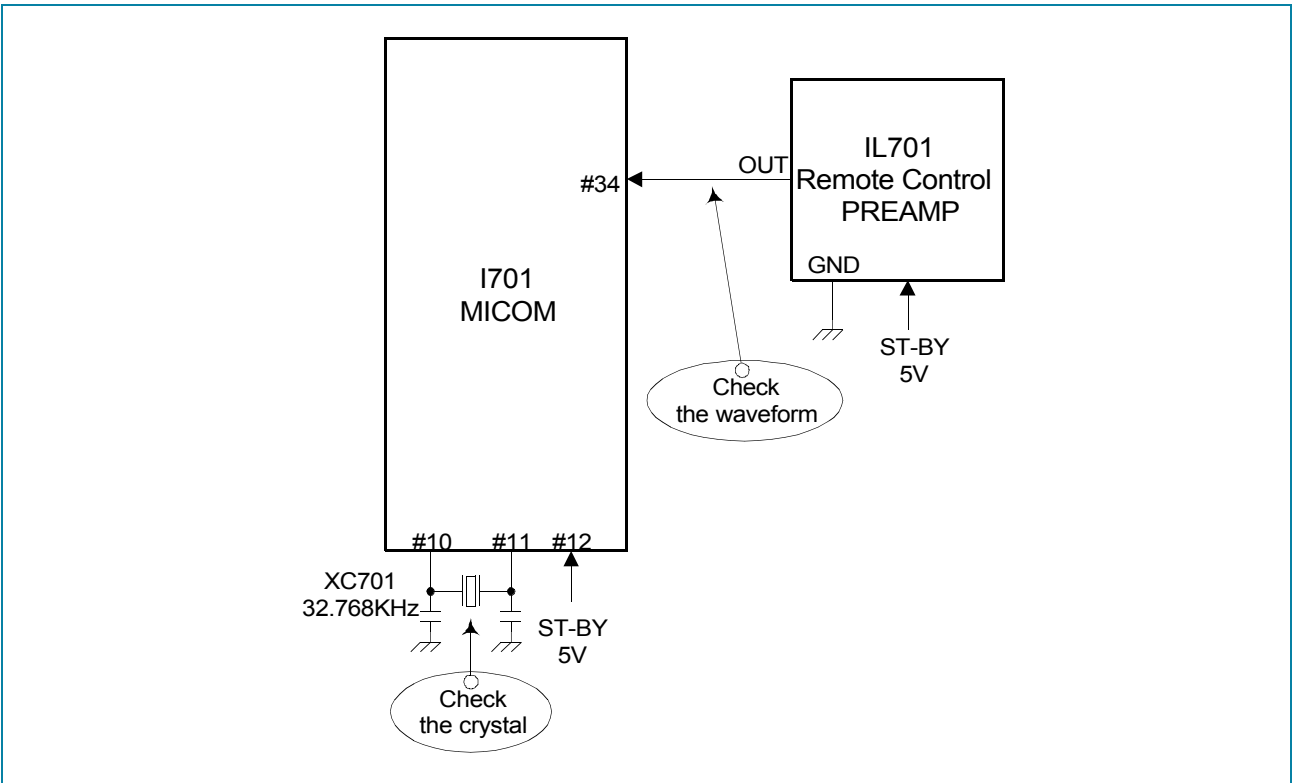 IL701
Remote Control
PREAMP
OUT
#34
GND
I701
MICOM
ST-BY
5V
Check
the waveform
#10
#11
#12
XC701
32.768KHz
ST-BY
5V
Check
the crystal